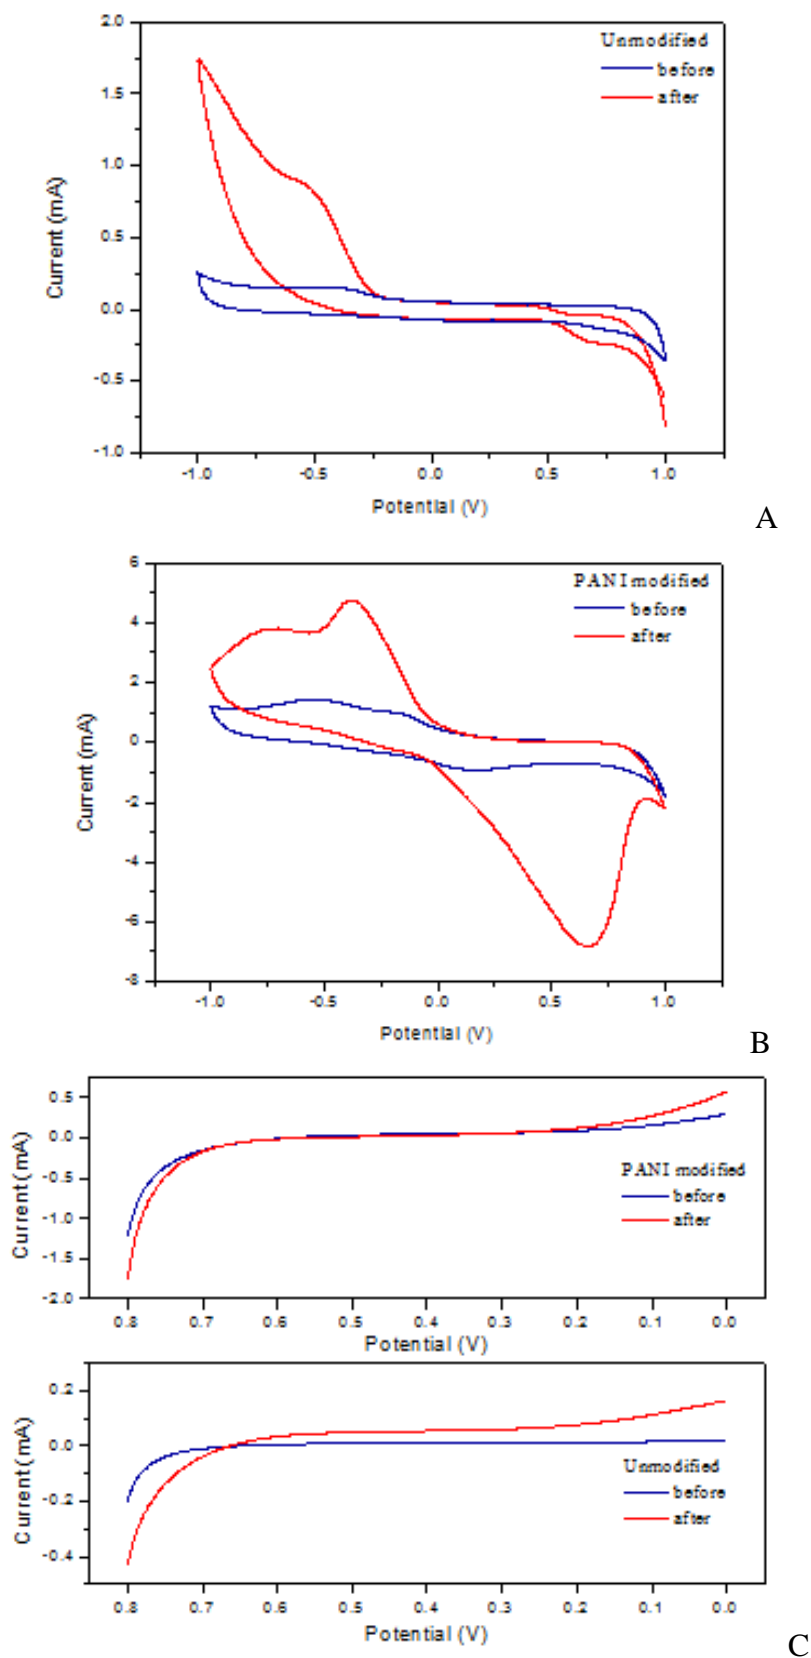 2.0
Unmodified
before
after
1.5
1.0
0.5
0.0
-0.5
-1.0
Current (mA)
-1.0 -0.5 0.0 0.5 1.0
Potential (V)
A
6
PANI modified
before
after
4
2
0
-2
-4
-6
-8
Current (mA)
-1.0 -0.5 0.0 0.5 1.0
Potential (V)
B
0.5
0.0
-0.5
-1.0
-1.5
-2.0
Current (mA)
PANI modified
before
after
0.8 0.7 0.6 0.5 0.4 0.3 0.2 0.1 0.0
Potential (V)
0.2
0.0
-0.2
-0.4
Current (mA)
Unmodified
before
after
0.8 0.7 0.6 0.5 0.4 0.3 0.2 0.1 0.0
Potential (V)
C